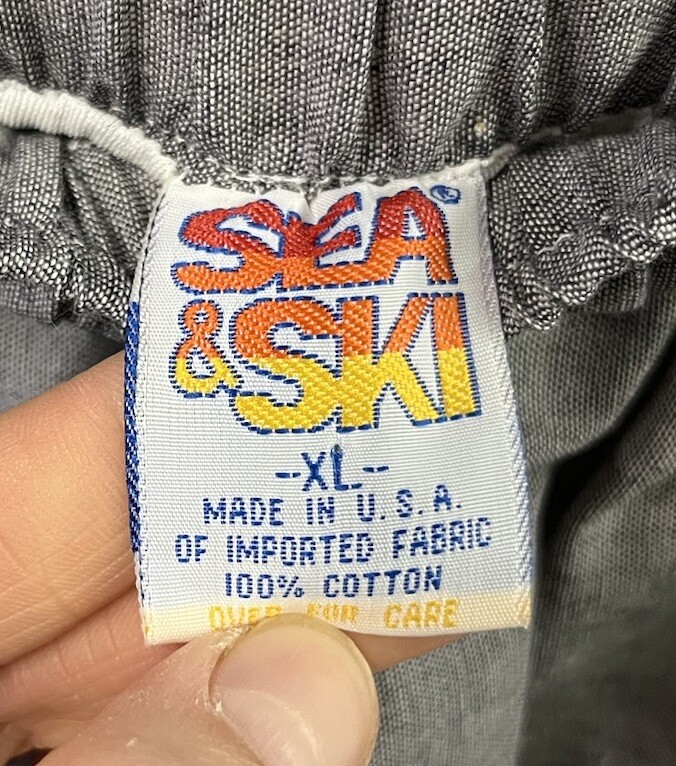 SEA
& SKI
-XL-
MADE IN U.S.A.
OF IMPORTED FABRIC
100% COTTON
OVER FOR CARE